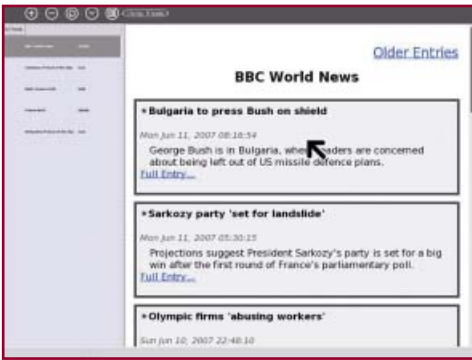 Older Entries
BBC World News
Bulgaria to press Bush on shield
Mon Jun 11, 2007 08:18:54
George Bush is in Bulgaria, where leaders are concerned
about being left out of US missile defence plans.
Full Entry...
Sarkozy party 'set for landslide'
Mon Jun 11, 2007 05:30:15
Projections suggest President Sarkozy's party is set for a big
win after the first round of France's parliamentary poll.
Full Entry...
Olympic firms 'abusing workers'
Sun Jun 10, 2007 22:48:10